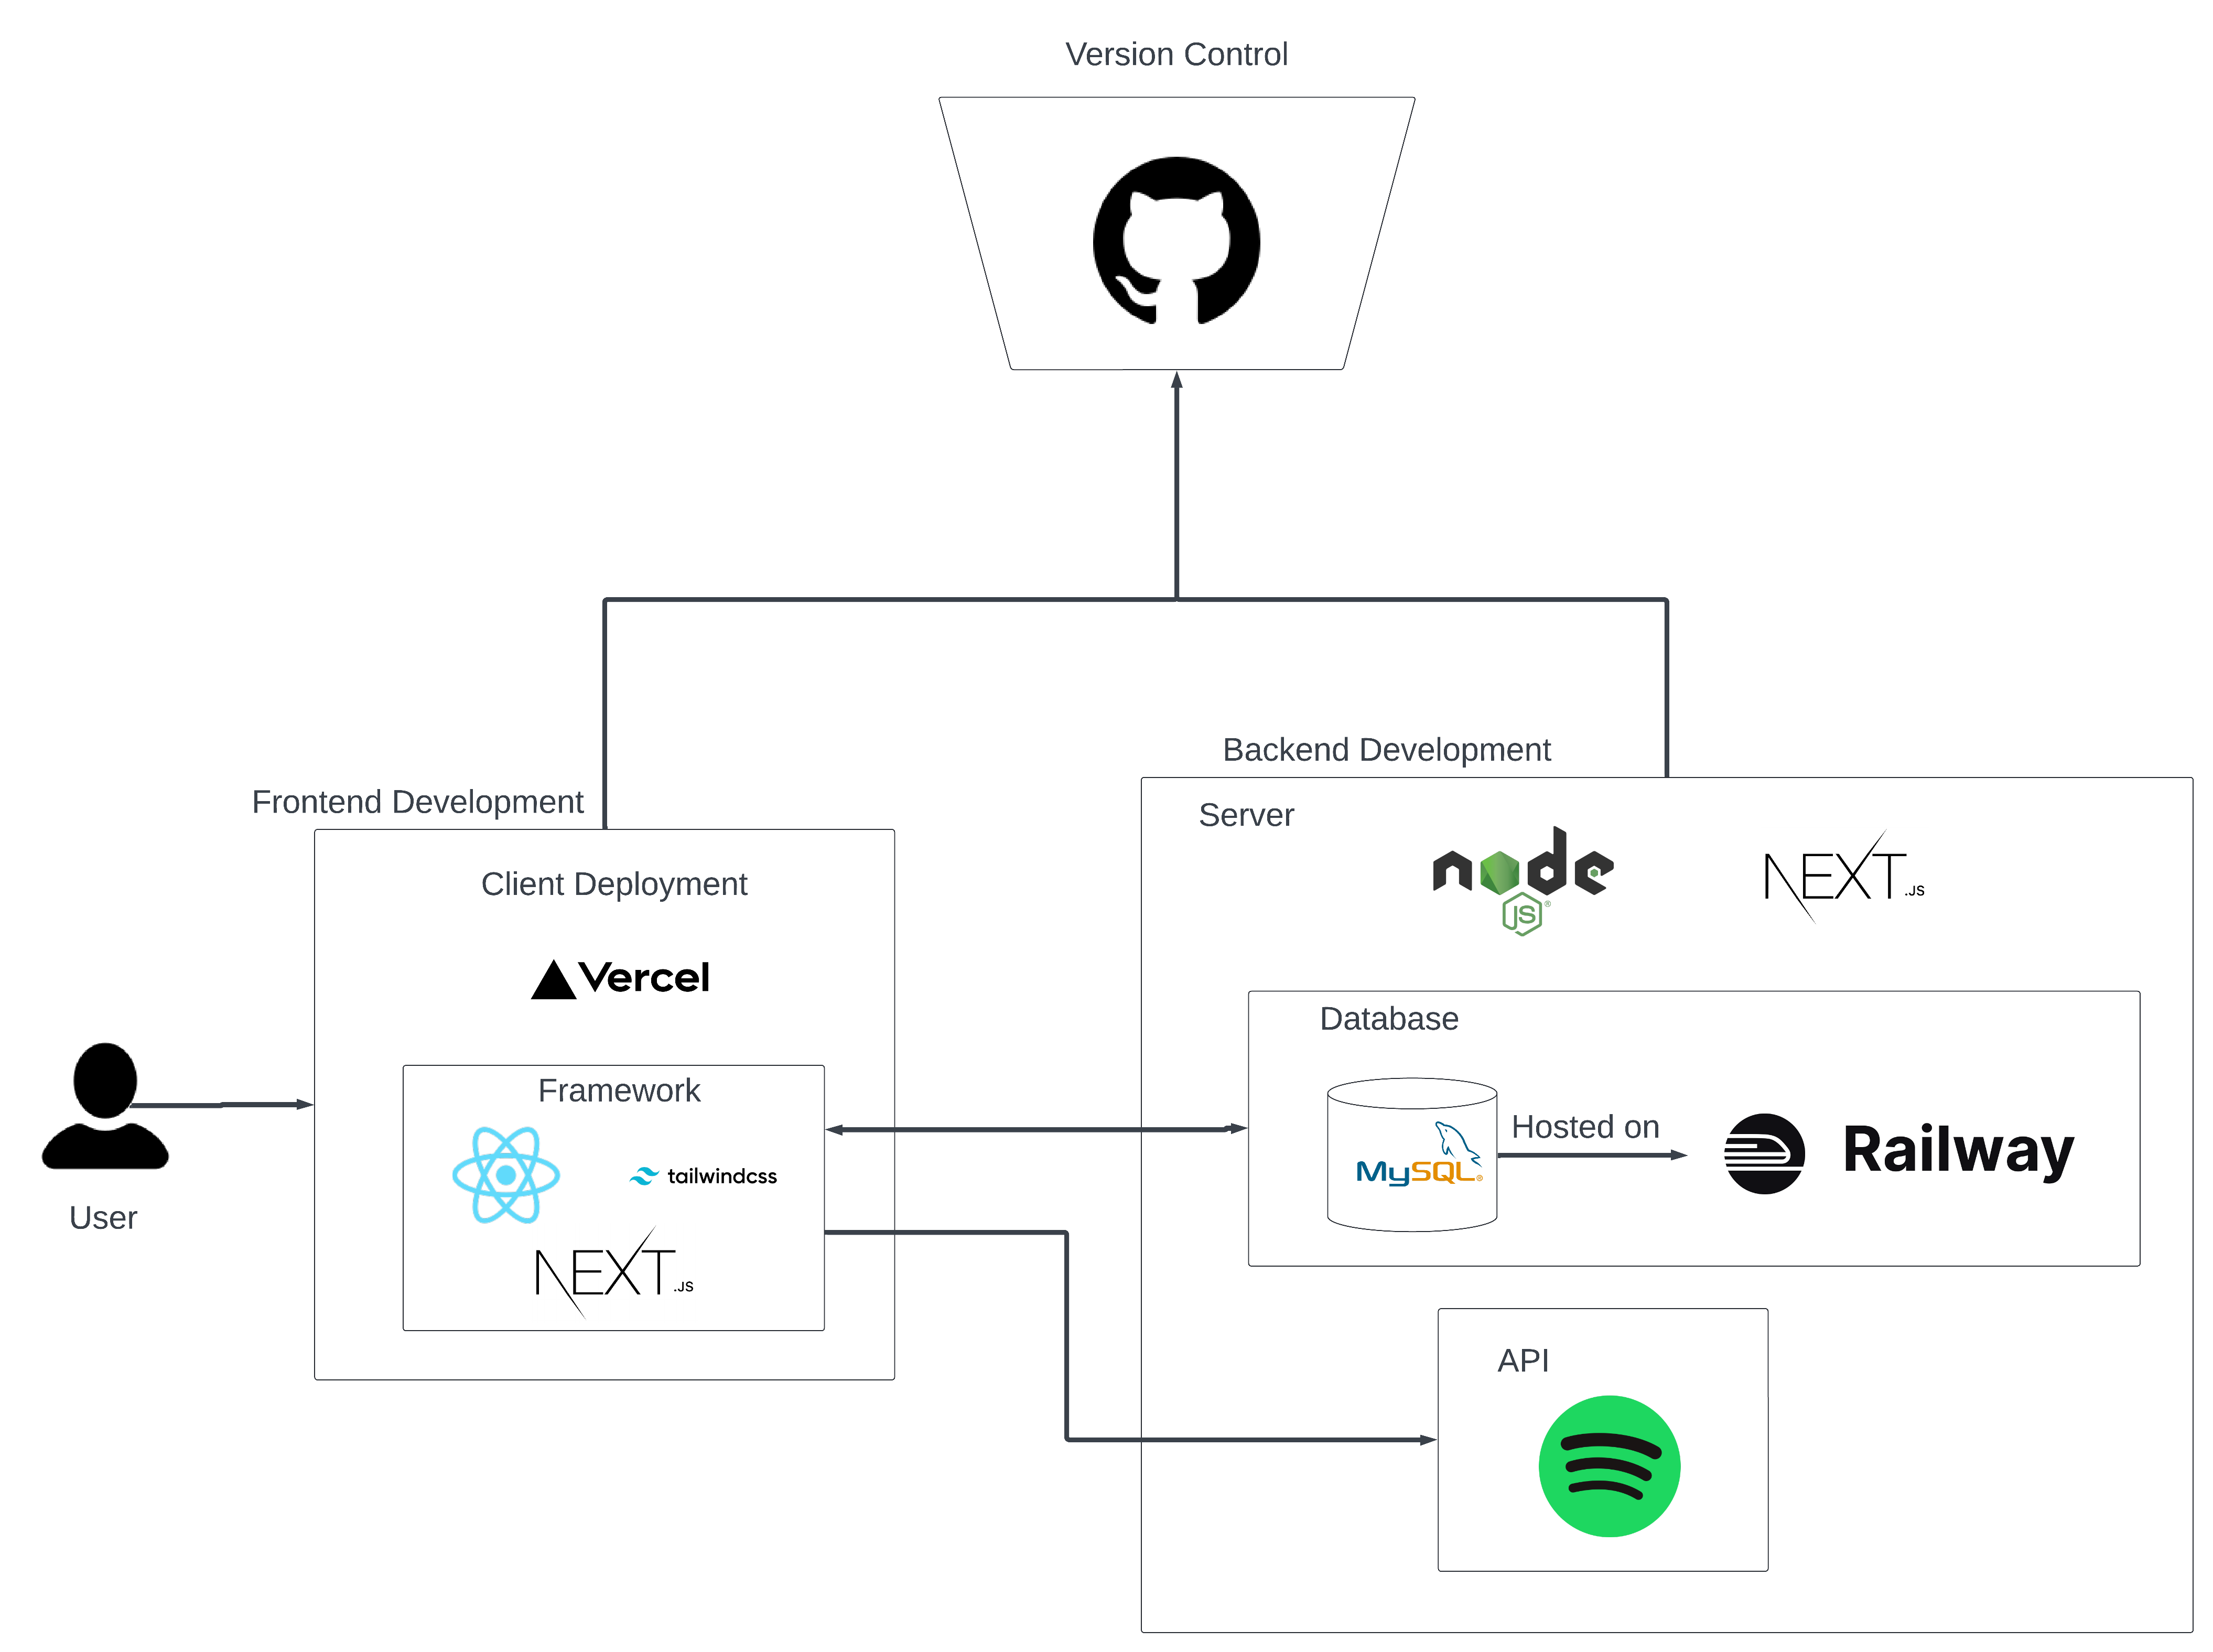 Version Control
Backend Development
Frontend Development
Server
node
JS®
NEXT.JS
Client Deployment
Vercel
Database
Framework
Hosted on
MySQL®
Railway
tailwindcss
User
NEXT.JS
API